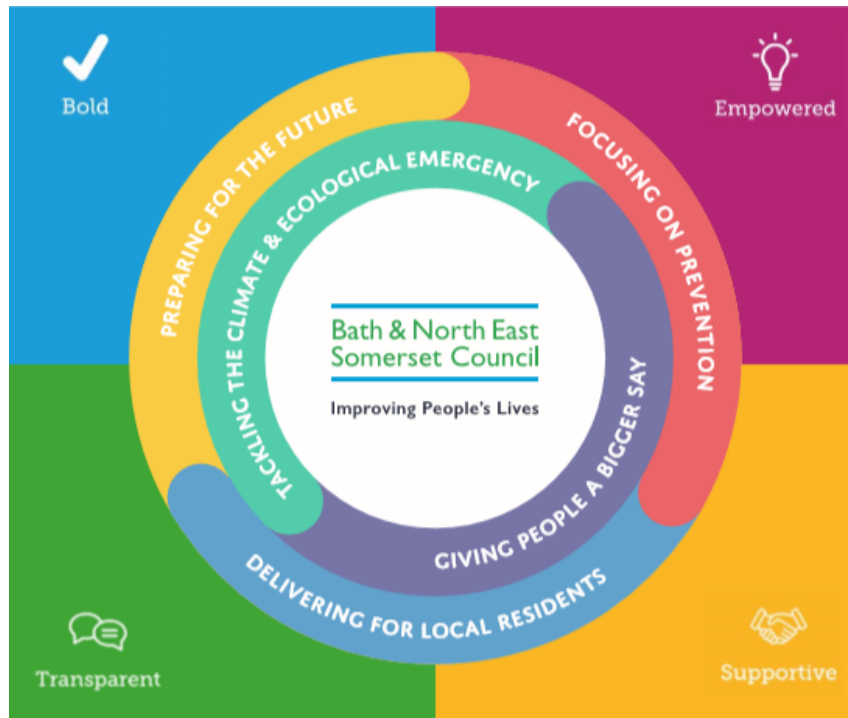 Bold
Empowered
PREPARING FOR THE FUTURE
FOCUSING ON PREVENTION
TACKLING THE CLIMATE & ECOLOGICAL EMERGENCY
Bath & North East
Somerset Council
Improving People's Lives
GIVING PEOPLE A BIGGER SAY
DELIVERING FOR LOCAL RESIDENTS
Transparent
Supportive